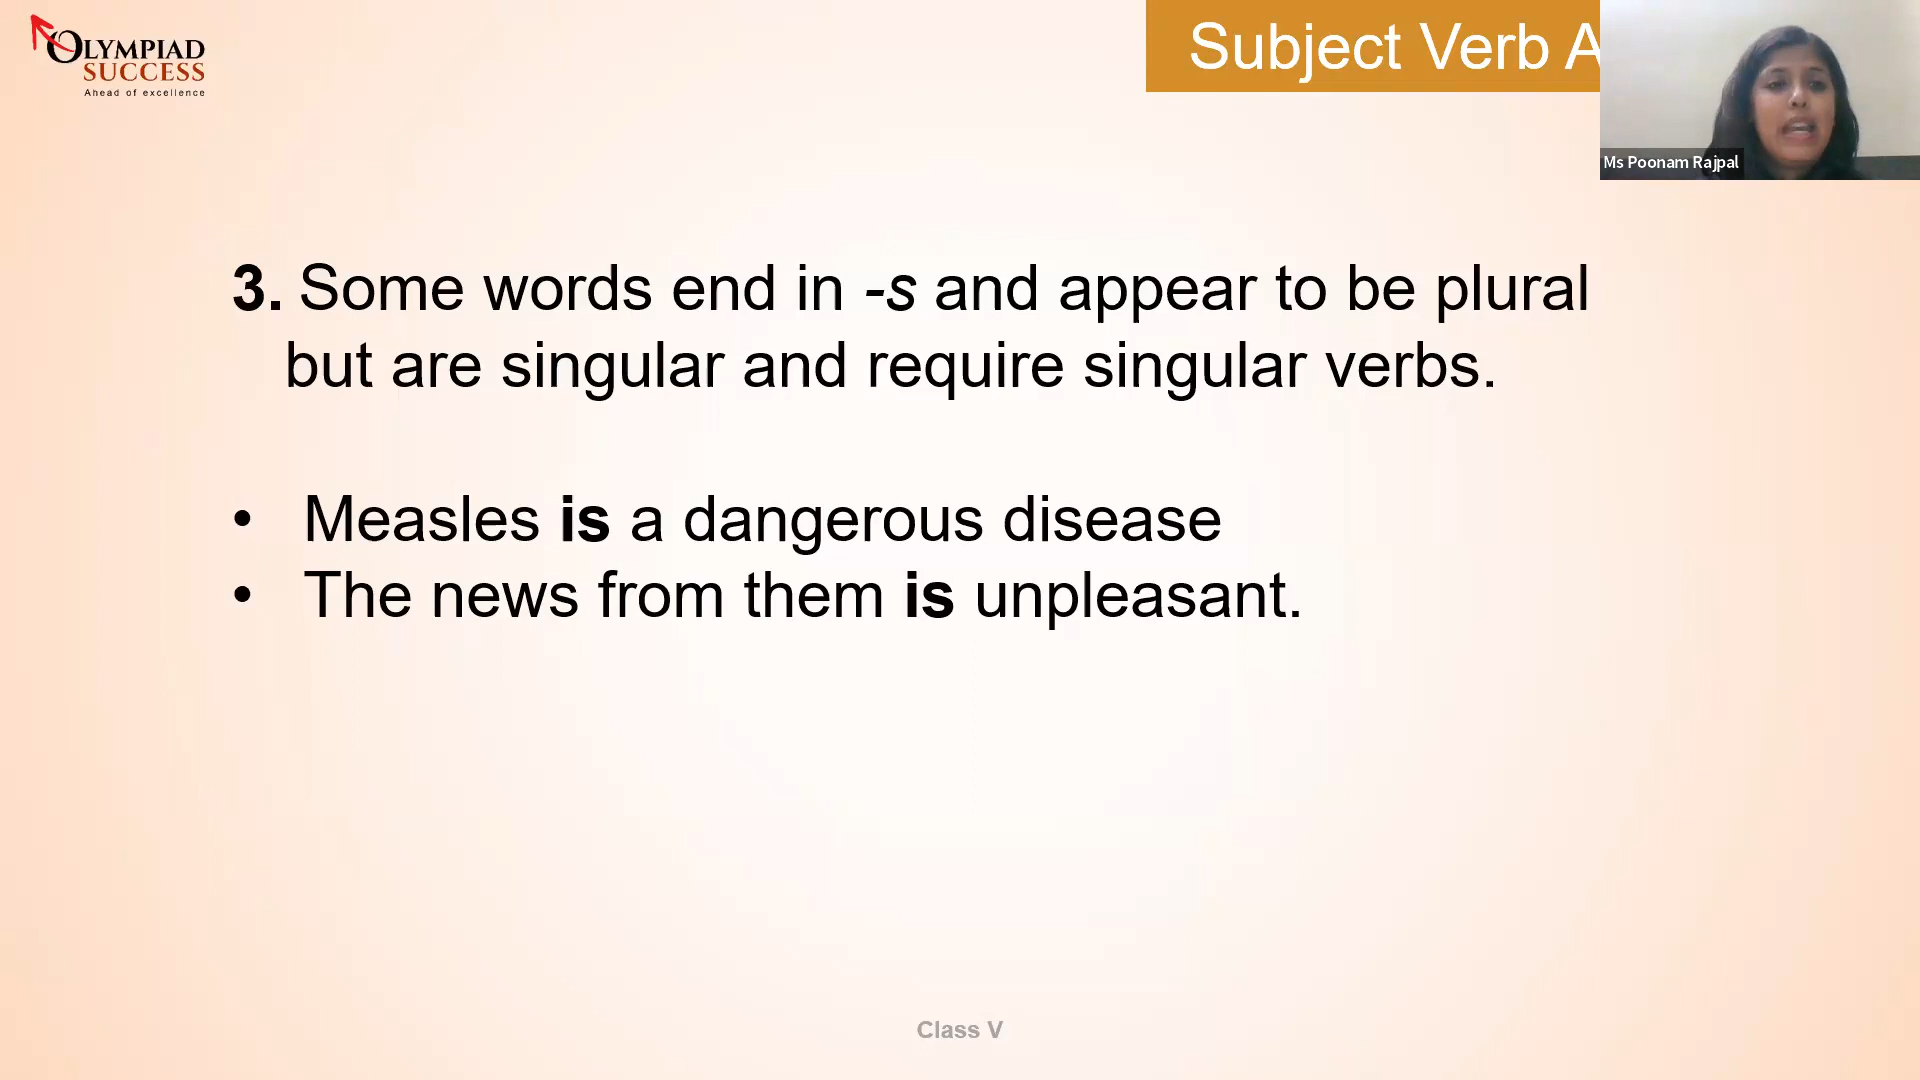 OLYMPIAD
SUCCESS
Ahead of excellence
Subject Verb A
Ms Poonam Rajpal
3. Some words end in -s and appear to be plural
but are singular and require singular verbs.
• Measles is a dangerous disease
• The news from them is unpleasant.
Class V